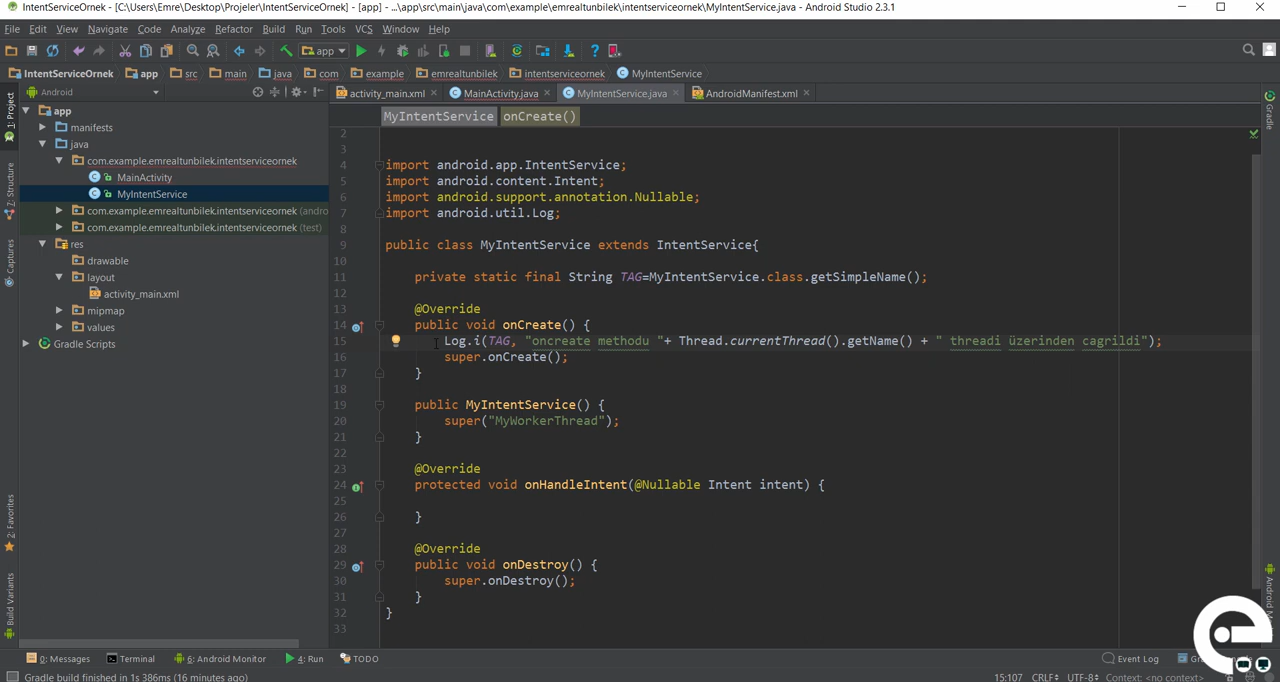 IntentServiceOrnek - [C:\Users\Emre\Desktop\Projeler\IntentServiceOrnek] - [app] - ...\app\src\main\java\com\example\emrealtunbilek\intentserviceornek\MyIntentService.java - Android Studio 2.3.1
File Edit View Navigate Code Analyze Refactor Build Run Tools VCS Window Help
app
IntentServiceOrnek app src main java com example emrealtunbilek intentserviceornek MyIntentService
Android
activity_main.xml MainActivity.java MyIntentService.java AndroidManifest.xml
MyIntentService onCreate()
1: Project
Z: Structure
Captures
2: Favorites
Build Variants
Gradle
app
manifests
java
com.example.emrealtunbilek.intentserviceornek
MainActivity
MyIntentService
com.example.emrealtunbilek.intentserviceornek (andro
com.example.emrealtunbilek.intentserviceornek (test)
res
drawable
layout
activity_main.xml
mipmap
values
Gradle Scripts
2
3
4 import android.app.IntentService;
5 import android.content.Intent;
6 import android.support.annotation.Nullable;
7 import android.util.Log;
8
9 public class MyIntentService extends IntentService{
10
11 private static final String TAG=MyIntentService.class.getSimpleName();
12
13 @Override
14 public void onCreate() {
15 Log.i(TAG, "oncreate methodu "+ Thread.currentThread().getName() + " threadi üzerinden cagrildi");
16 super.onCreate();
17 }
18
19 public MyIntentService() {
20 super("MyWorkerThread");
21 }
22
23 @Override
24 protected void onHandleIntent(@Nullable Intent intent) {
25
26 }
27
28 @Override
29 public void onDestroy() {
30 super.onDestroy();
31 }
32 }
33
0: Messages Terminal 6: Android Monitor 4: Run TODO Event Log
Gradle build finished in 1s 386ms (16 minutes ago) 15:107 CRLF UTF-8 Context: <no context>